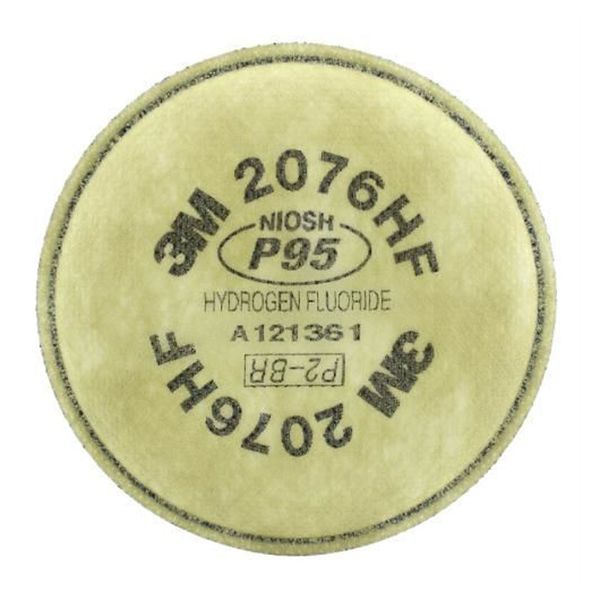 3M 2076HF
NIOSH
P95
HYDROGEN FLUORIDE
A121361
P2-BR
3M 2076HF